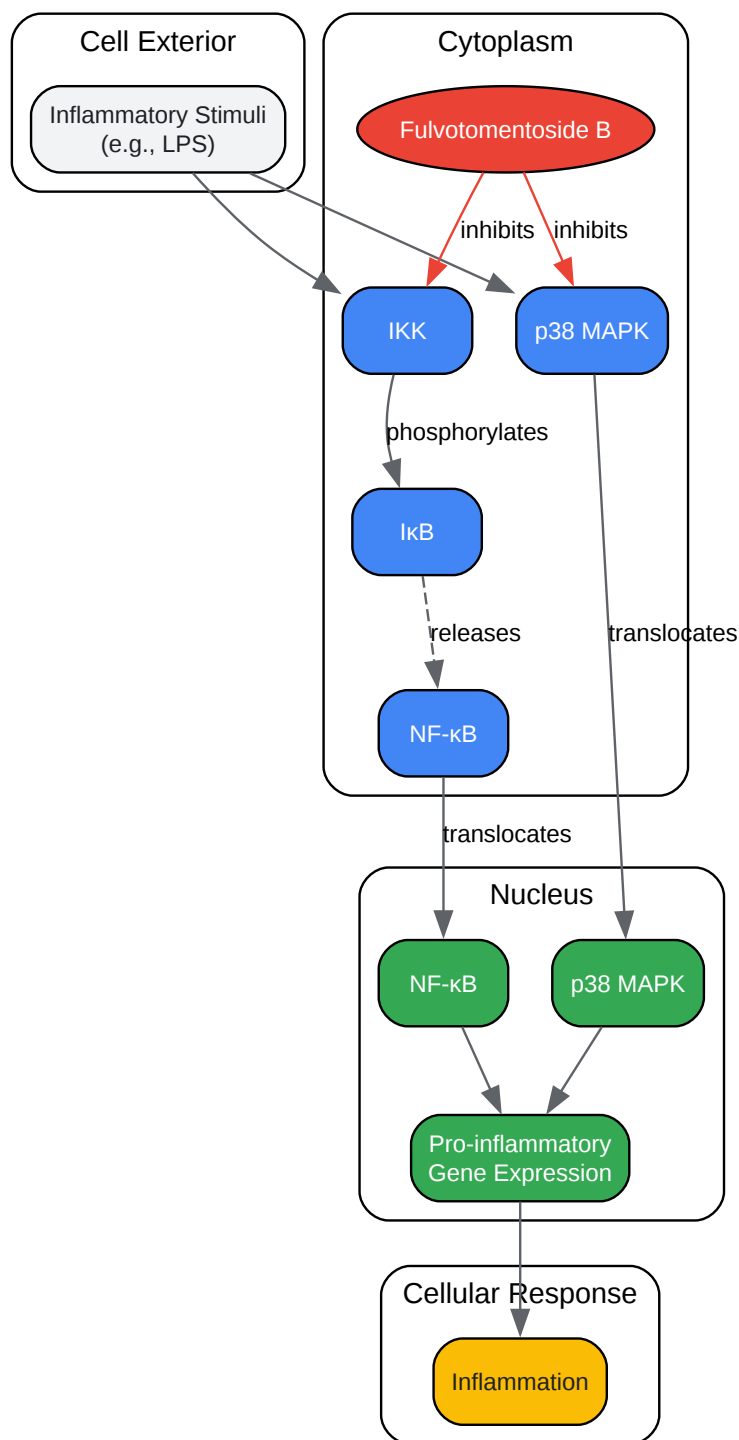 Cell Exterior
Cytoplasm
Inflammatory Stimuli
(e.g., LPS)
Fulvotomentoside B
inhibits
inhibits
IKK
p38 MAPK
phosphorylates
IκB
releases
translocates
NF-κB
translocates
Nucleus
NF-κB
p38 MAPK
Pro-inflammatory
Gene Expression
Cellular Response
Inflammation